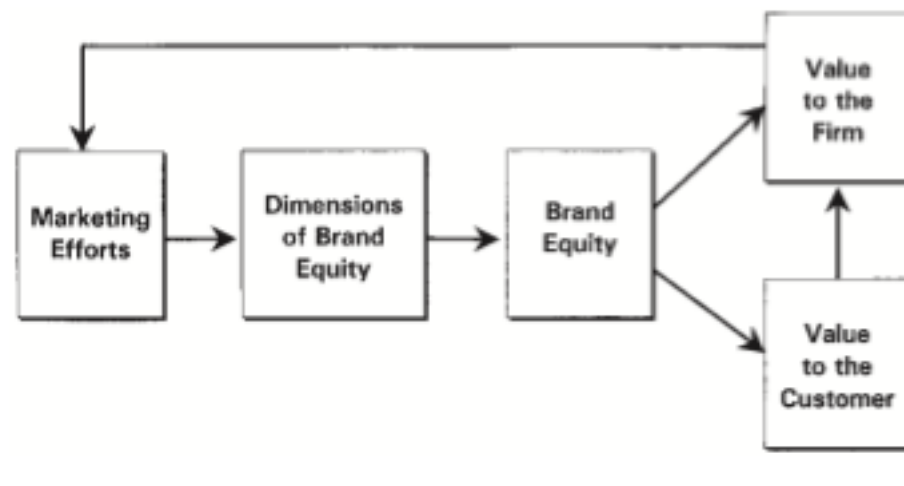 Value
to the
Firm
Marketing
Efforts
Dimensions
of Brand
Equity
Brand
Equity
Value
to the
Customer